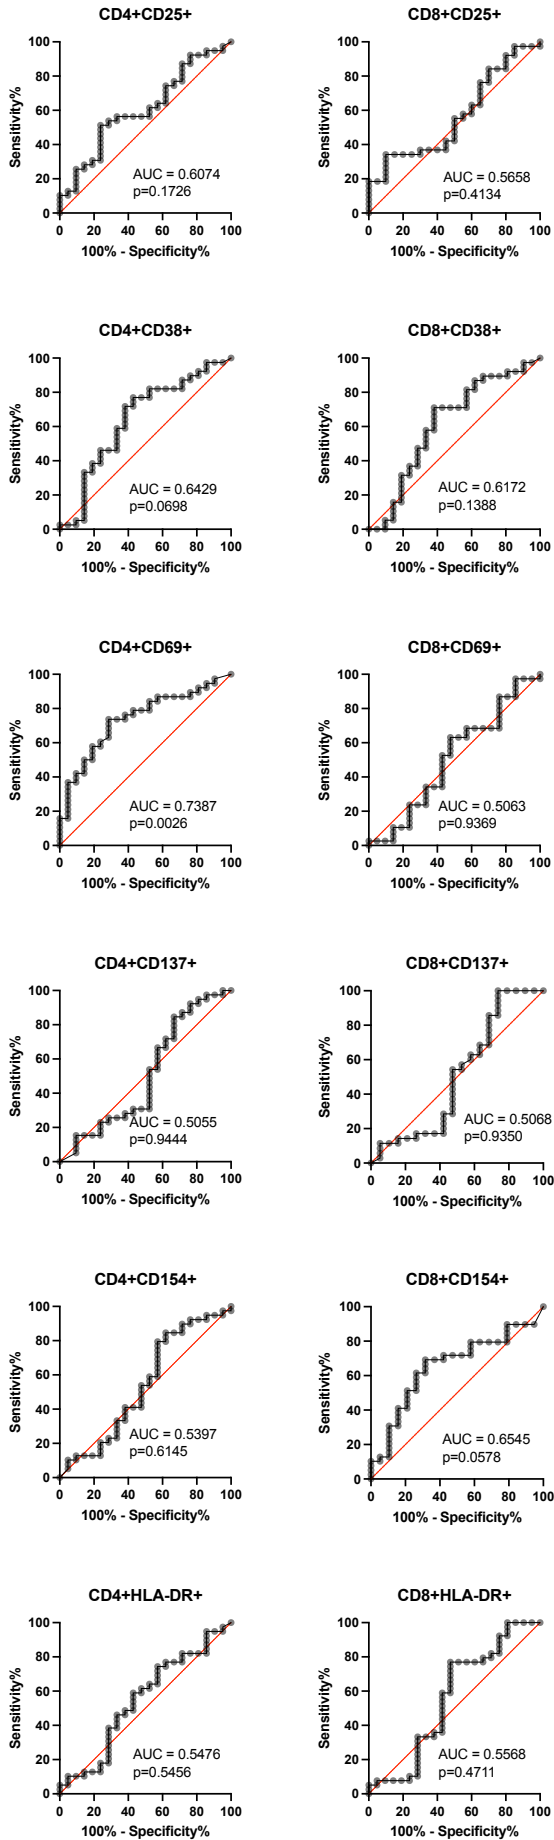 CD4+CD25+
Sensitivity%
100
80
60
40
20
0
AUC = 0.6074
p=0.1726
0 20 40 60 80 100
100% - Specificity%
CD8+CD25+
Sensitivity%
100
80
60
40
20
0
AUC = 0.5658
p=0.4134
0 20 40 60 80 100
100% - Specificity%
CD4+CD38+
Sensitivity%
100
80
60
40
20
0
AUC = 0.6429
p=0.0698
0 20 40 60 80 100
100% - Specificity%
CD8+CD38+
Sensitivity%
100
80
60
40
20
0
AUC = 0.6172
p=0.1388
0 20 40 60 80 100
100% - Specificity%
CD4+CD69+
Sensitivity%
100
80
60
40
20
0
AUC = 0.7387
p=0.0026
0 20 40 60 80 100
100% - Specificity%
CD8+CD69+
Sensitivity%
100
80
60
40
20
0
AUC = 0.5063
p=0.9369
0 20 40 60 80 100
100% - Specificity%
CD4+CD137+
Sensitivity%
100
80
60
40
20
0
AUC = 0.5055
p=0.9444
0 20 40 60 80 100
100% - Specificity%
CD8+CD137+
Sensitivity%
100
80
60
40
20
0
AUC = 0.5068
p=0.9350
0 20 40 60 80 100
100% - Specificity%
CD4+CD154+
Sensitivity%
100
80
60
40
20
0
AUC = 0.5397
p=0.6145
0 20 40 60 80 100
100% - Specificity%
CD8+CD154+
Sensitivity%
100
80
60
40
20
0
AUC = 0.6545
p=0.0578
0 20 40 60 80 100
100% - Specificity%
CD4+HLA-DR+
Sensitivity%
100
80
60
40
20
0
AUC = 0.5476
p=0.5456
0 20 40 60 80 100
100% - Specificity%
CD8+HLA-DR+
Sensitivity%
100
80
60
40
20
0
AUC = 0.5568
p=0.4711
0 20 40 60 80 100
100% - Specificity%